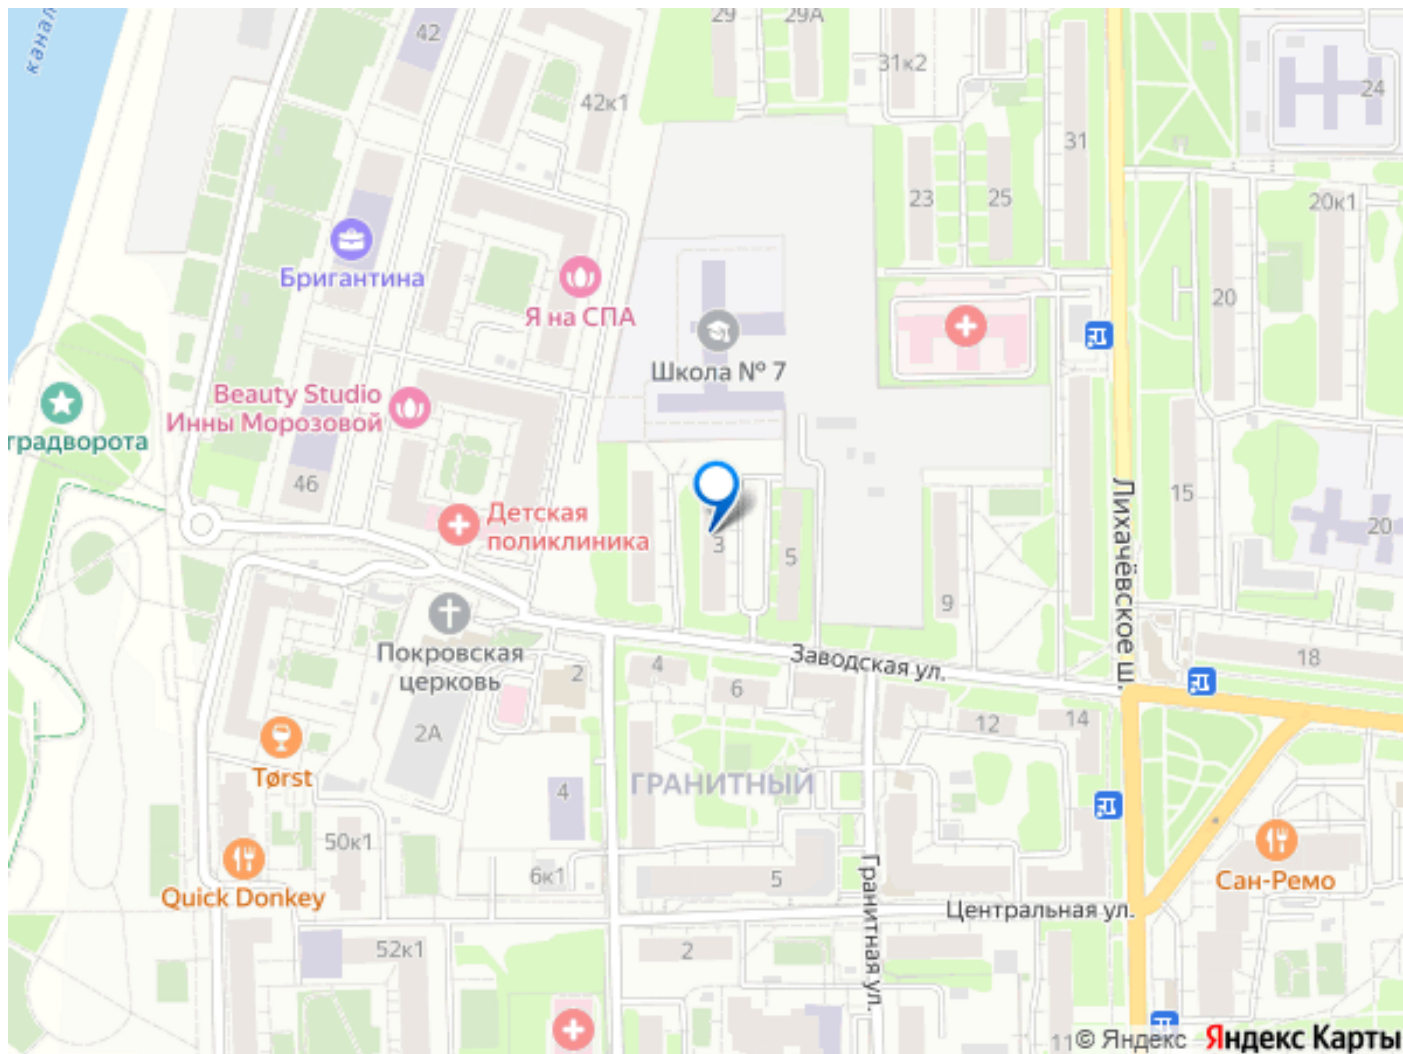 канал
42
29
29А
31к2
24
42к1
31
23
25
20к1
Бригантина
20
Я на СПА
Школа № 7
Beauty Studio
Инны Морозовой
градворота
46
Детская
поликлиника
3
5
9
15
20
Лихачёвское ш.
Заводская ул.
18
Покровская
церковь
2
4
6
12
14
2А
Tørst
ГРАНИТНЫЙ
4
50к1
6к1
5
Quick Donkey
Сан-Ремо
Гранитная ул.
Центральная ул.
52к1
2
11
© Яндекс Яндекс Карты